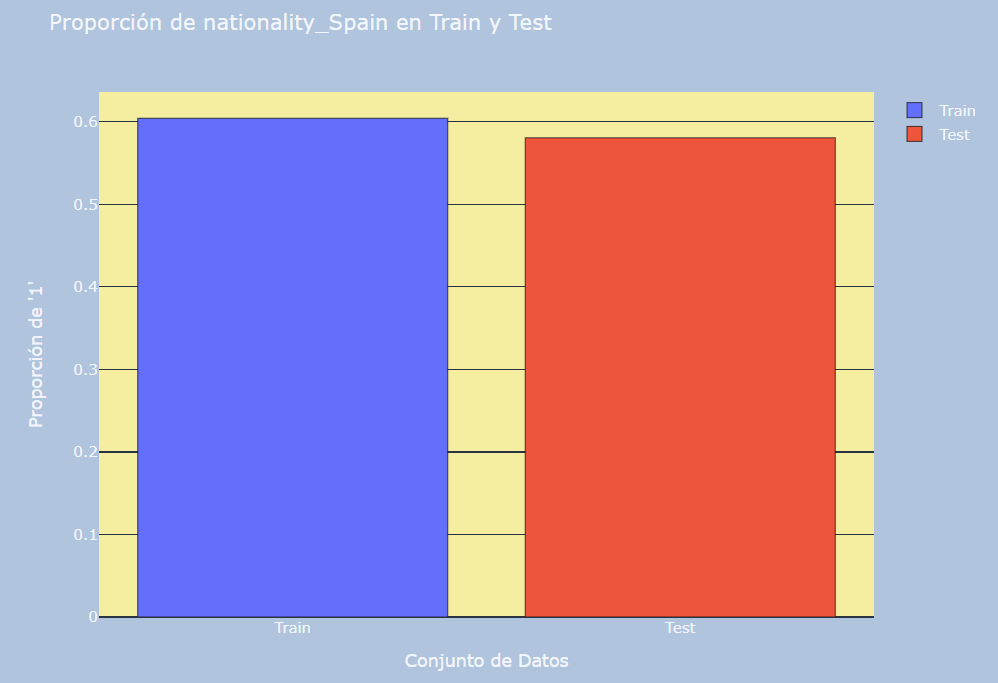 Proporción de nationality_Spain en Train y Test
Train
Test
0.6
0.5
0.4
0.3
0.2
0.1
0
Proporción de '1'
Train
Test
Conjunto de Datos